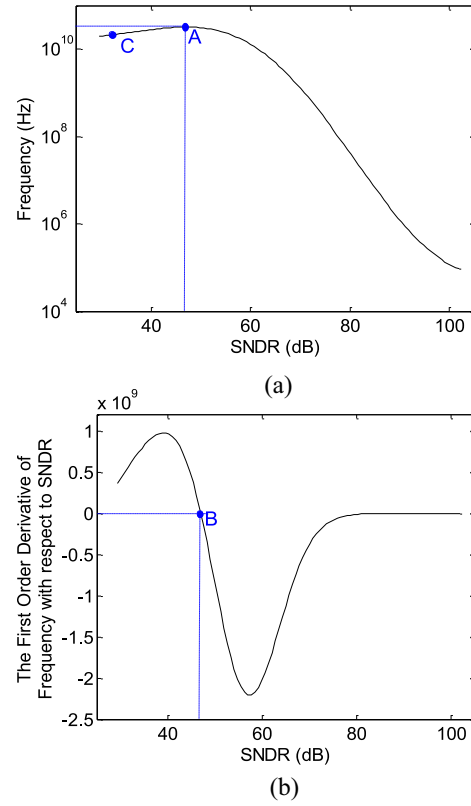 10^10
10^8
10^6
10^4
Frequency (Hz)
C
A
40
60
80
100
SNDR (dB)
(a)
x 10^9
1
0.5
0
-0.5
-1
-1.5
-2
-2.5
The First Order Derivative of
Frequency with respect to SNDR
B
40
60
80
100
SNDR (dB)
(b)